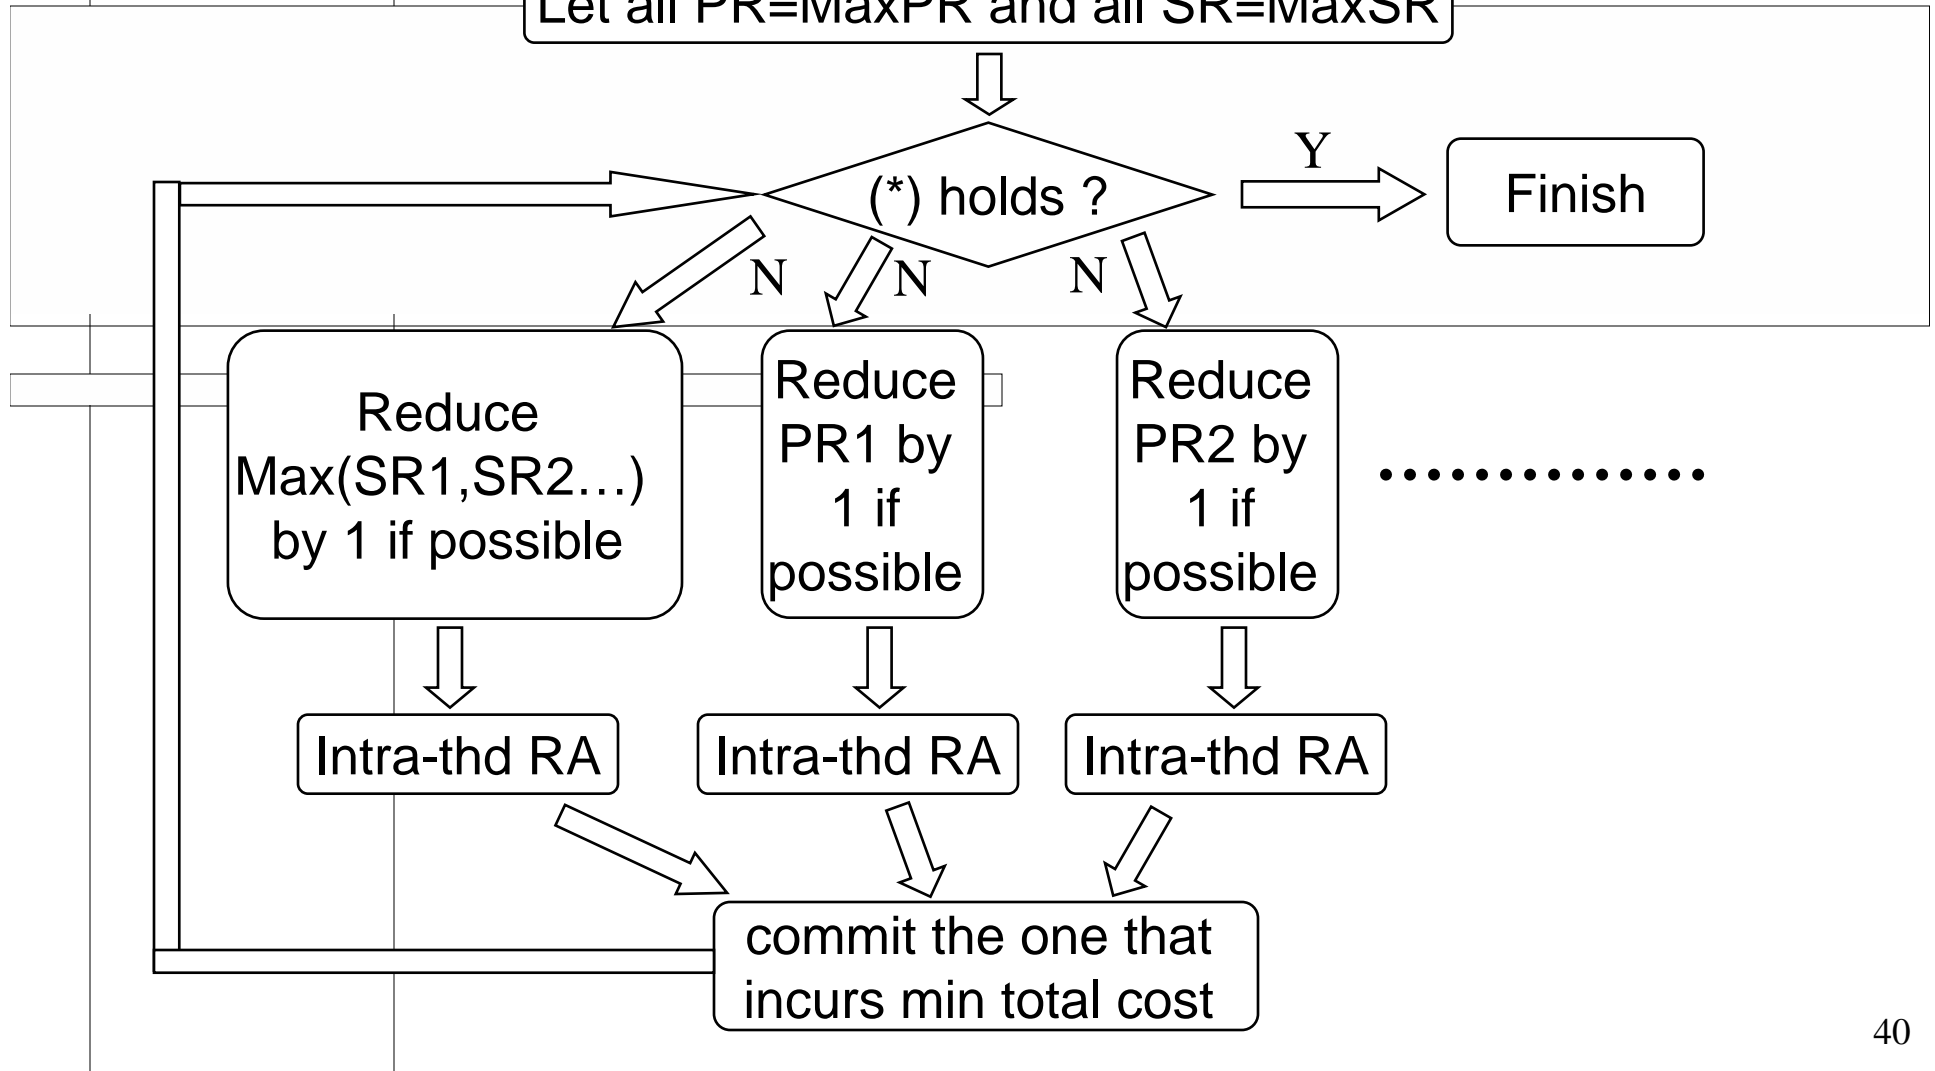 Let all PR=MaxPR and all SR=MaxSR
(*) holds ?
Y
Finish
N
N
N
Reduce
Max(SR1,SR2…)
by 1 if possible
Reduce
PR1 by
1 if
possible
Reduce
PR2 by
1 if
possible
..............
Intra-thd RA
Intra-thd RA
Intra-thd RA
commit the one that
incurs min total cost
40